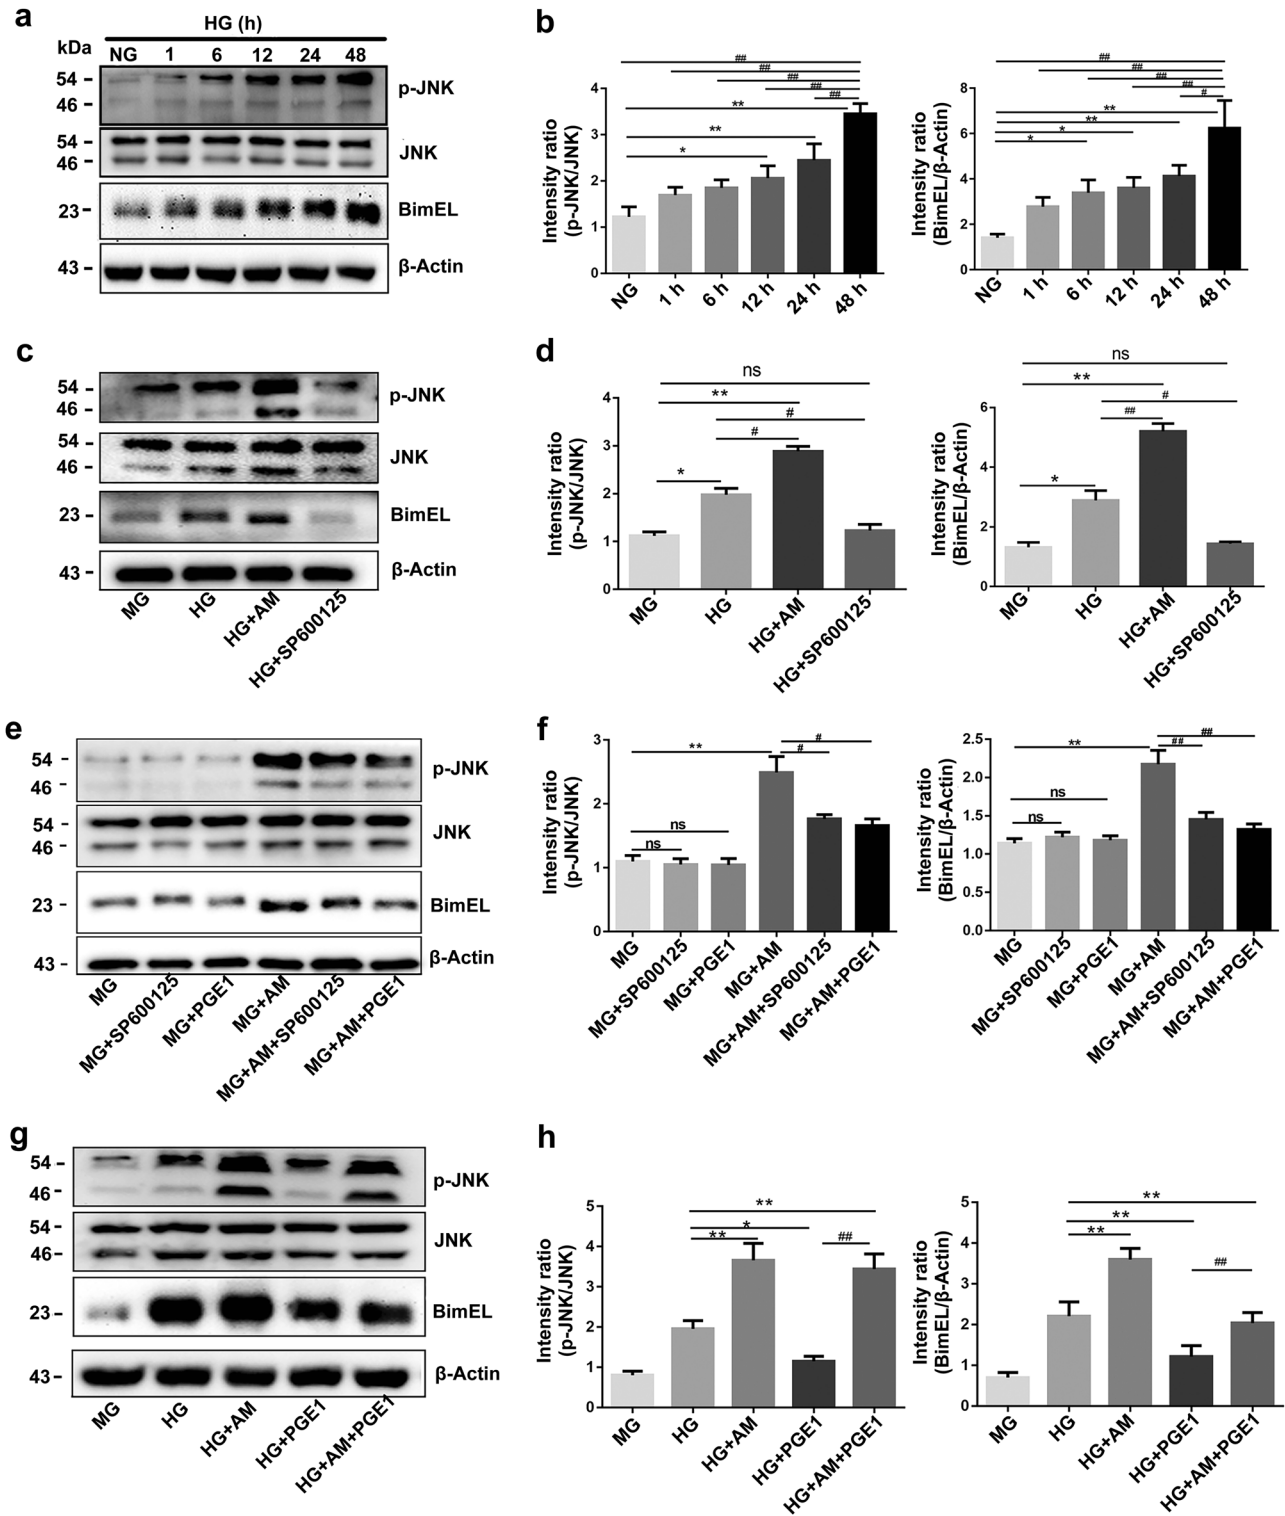 a
HG (h)
kDa NG 1 6 12 24 48
54 –
46 –
p-JNK
54 –
46 –
JNK
23 –
BimEL
43 –
β-Actin
b
Intensity ratio
(p-JNK/JNK)
4
3
2
1
0
##
##
##
##
##
**
**
*
NG 1 h 6 h 12 h 24 h 48 h
Intensity ratio
(BimEL/β-Actin)
8
6
4
2
0
##
##
##
##
#
**
**
*
*
NG 1 h 6 h 12 h 24 h 48 h
c
54 –
46 –
p-JNK
54 –
46 –
JNK
23 –
BimEL
43 –
β-Actin
MG HG HG+AM HG+SP600125
d
Intensity ratio
(p-JNK/JNK)
4
3
2
1
0
ns
**
#
#
*
MG HG HG+AM HG+SP600125
Intensity ratio
(BimEL/β-Actin)
6
4
2
0
ns
**
#
##
*
MG HG HG+AM HG+SP600125
e
54 –
46 –
p-JNK
54 –
46 –
JNK
23 –
BimEL
43 –
β-Actin
MG MG+SP600125 MG+PGE1 MG+AM MG+AM+SP600125 MG+AM+PGE1
f
Intensity ratio
(p-JNK/JNK)
3
2
1
0
**
#
#
ns
ns
MG MG+SP600125 MG+PGE1 MG+AM MG+AM+SP600125 MG+AM+PGE1
Intensity ratio
(BimEL/β-Actin)
2.5
2.0
1.5
1.0
0.5
0.0
**
##
##
ns
ns
MG MG+SP600125 MG+PGE1 MG+AM MG+AM+SP600125 MG+AM+PGE1
g
54 –
46 –
p-JNK
54 –
46 –
JNK
23 –
BimEL
43 –
β-Actin
MG HG HG+AM HG+PGE1 HG+AM+PGE1
h
Intensity ratio
(p-JNK/JNK)
5
4
3
2
1
0
**
*
**
##
MG HG HG+AM HG+PGE1 HG+AM+PGE1
Intensity ratio
(BimEL/β-Actin)
5
4
3
2
1
0
**
**
**
##
MG HG HG+AM HG+PGE1 HG+AM+PGE1